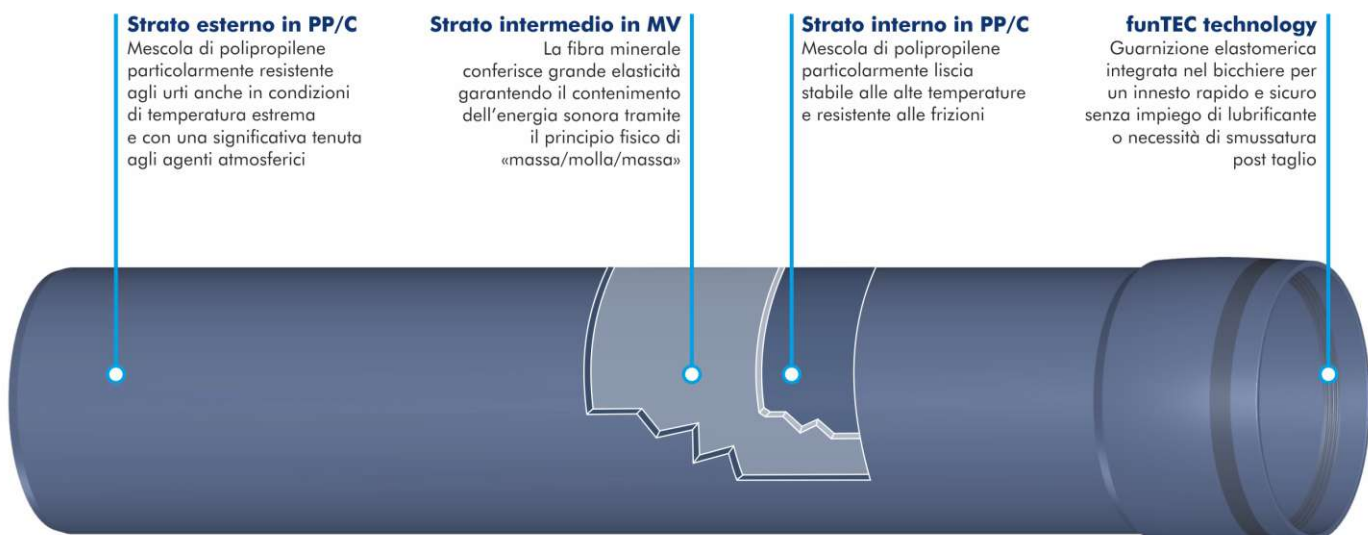 Strato esterno in PP/C
Mescola di polipropilene
particolarmente resistente
agli urti anche in condizioni
di temperatura estrema
e con una significativa tenuta
agli agenti atmosferici
Strato intermedio in MV
La fibra minerale
conferisce grande elasticità
garantendo il contenimento
dell'energia sonora tramite
il principio fisico di
«massa/molla/massa»
Strato interno in PP/C
Mescola di polipropilene
particolarmente liscia
stabile alle alte temperature
e resistente alle frizioni
funTEC technology
Guarnizione elastomerica
integrata nel bicchiere per
un innesto rapido e sicuro
senza impiego di lubrificante
o necessità di smussatura
post taglio